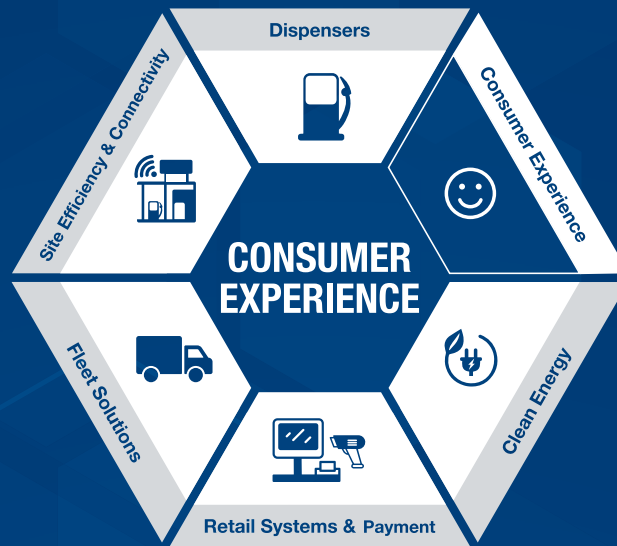 Dispensers
Consumer Experience
Site Efficiency & Connectivity
CONSUMER
EXPERIENCE
Fleet Solutions
Clean Energy
Retail Systems & Payment